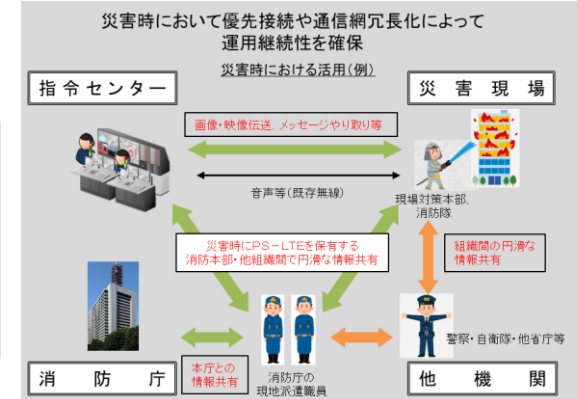 災害時において優先接続や通信網冗長化によって
運用継続性を確保
災害時における活用(例)
指令センター
災害現場
画像・映像伝送、メッセージやり取り等
音声等(既存無線)
現場対策本部、
消防隊
災害時にPS-LTEを保有する
消防本部・他組織間で円滑な情報共有
組織間の円滑な
情報共有
警察・自衛隊・他省庁等
本庁との
情報共有
消防庁の
現地派遣職員
消防庁
他機関